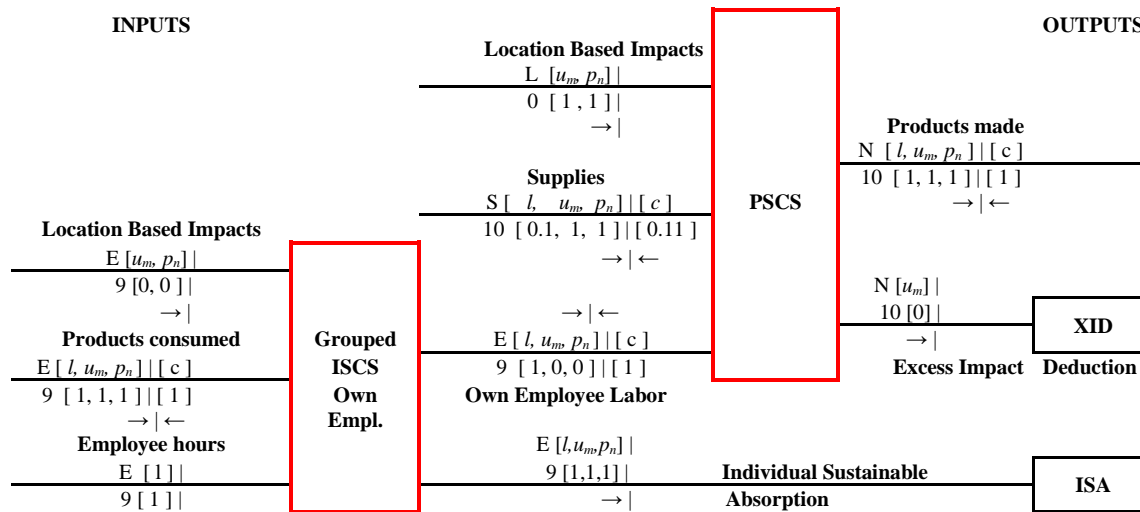 INPUTS
OUTPUTS
Location Based Impacts
L [um, pn] |
0 [ 1 , 1 ] |
→ |
Products made
N [ l, um, pn ] | [ c ]
10 [ 1, 1, 1 ] | [ 1 ]
→ | ←
Supplies
S [ l, um, pn ] | [ c ]
10 [ 0.1, 1, 1 ] | [ 0.11 ]
→ | ←
PSCS
Location Based Impacts
E [um, pn] |
9 [0, 0 ] |
→ |
N [um] |
10 [0] |
→ |
XID
Excess Impact Deduction
Products consumed
E [ l, um, pn ] | [ c ]
9 [ 1, 1, 1 ] | [ 1 ]
→ | ←
Grouped
ISCS
Own
Empl.
→ | ←
E [ l, um, pn ] | [ c ]
9 [ 1, 0, 0 ] | [ 1 ]
Own Employee Labor
Employee hours
E [ 1 ] |
9 [ 1 ] |
E [l,um,pn] |
9 [1,1,1] |
→ |
Individual Sustainable
Absorption
ISA